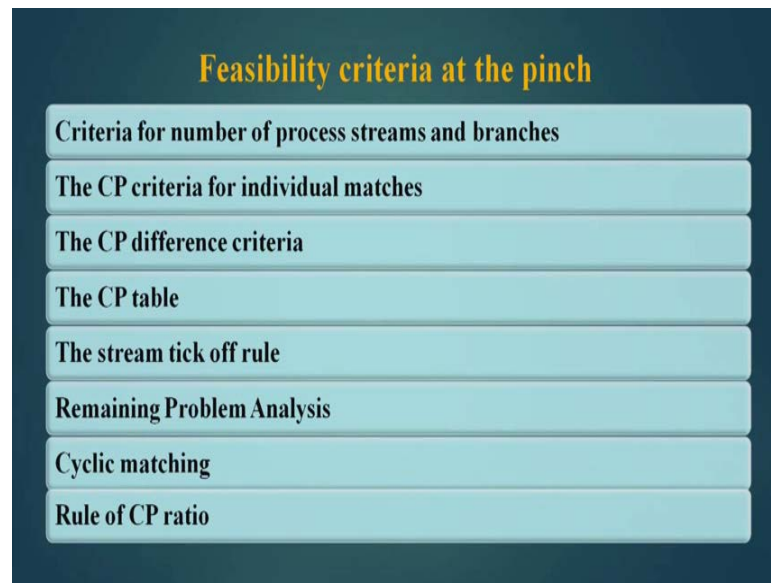 Feasibility criteria at the pinch
Criteria for number of process streams and branches
The CP criteria for individual matches
The CP difference criteria
The CP table
The stream tick off rule
Remaining Problem Analysis
Cyclic matching
Rule of CP ratio